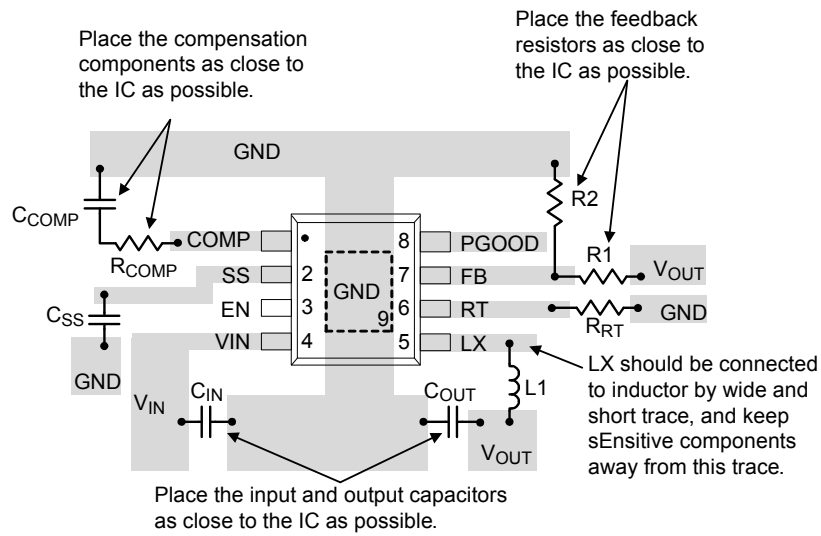 Place the compensation
components as close to
the IC as possible.
Place the feedback
resistors as close to
the IC as possible.
GND
CCOMP
RCOMP
COMP
SS
EN
VIN
2
3
4
GND
9
8
7
6
5
PGOOD
FB
RT
LX
R2
R1
VOUT
RRT
GND
CSS
GND
VIN
CIN
COUT
L1
VOUT
LX should be connected
to inductor by wide and
short trace, and keep
sEnsitive components
away from this trace.
Place the input and output capacitors
as close to the IC as possible.